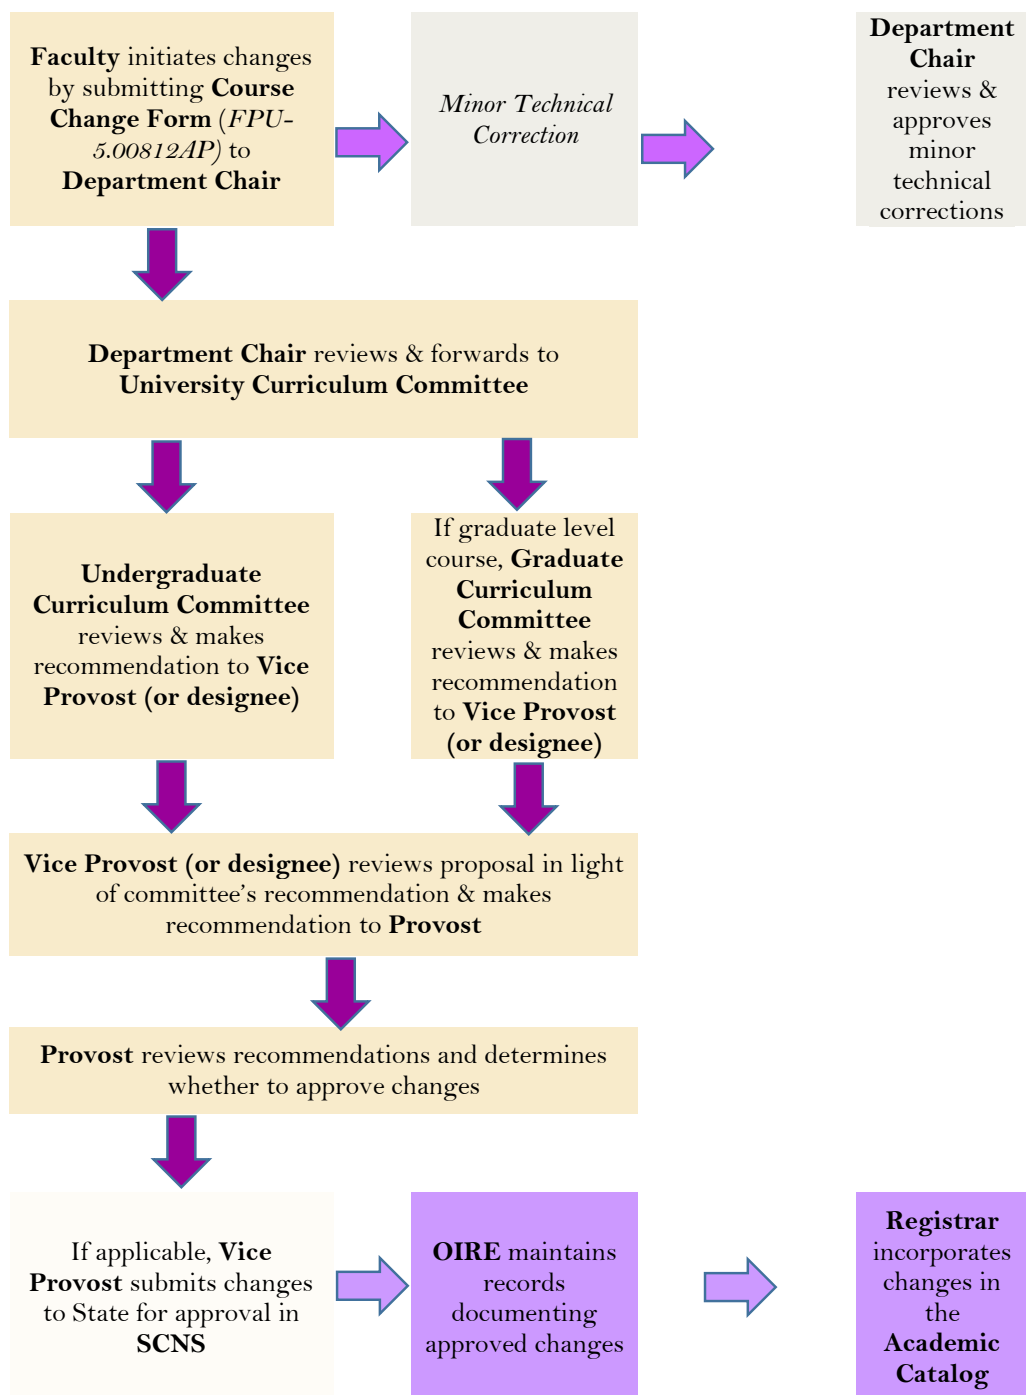 Faculty initiates changes
by submitting Course
Change Form (FPU-
5.00812AP) to
Department Chair
Minor Technical
Correction
Department
Chair
reviews &
approves
minor
technical
corrections
Department Chair reviews & forwards to
University Curriculum Committee
Undergraduate
Curriculum Committee
reviews & makes
recommendation to Vice
Provost (or designee)
If graduate level
course, Graduate
Curriculum
Committee
reviews & makes
recommendation
to Vice Provost
(or designee)
Vice Provost (or designee) reviews proposal in light
of committee’s recommendation & makes
recommendation to Provost
Provost reviews recommendations and determines
whether to approve changes
If applicable, Vice
Provost submits changes
to State for approval in
SCNS
OIRE maintains
records
documenting
approved changes
Registrar
incorporates
changes in
the
Academic
Catalog